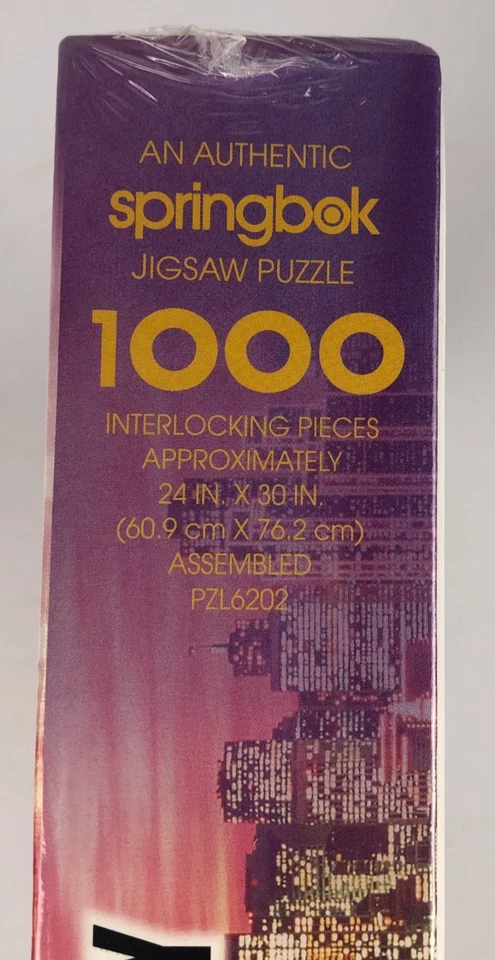 AN AUTHENTIC
springbok
JIGSAW PUZZLE
1000
INTERLOCKING PIECES
APPROXIMATELY
24 IN. X 30 IN.
(60.9 cm X 76.2 cm)
ASSEMBLED
PZL6202
Y